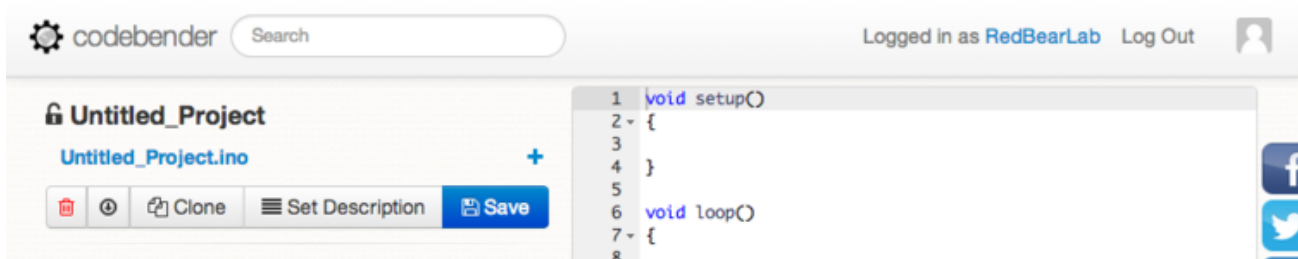 codebender
Search
Logged in as RedBearLab Log Out
Untitled_Project
Untitled_Project.ino
Clone Set Description Save
1 void setup()
2 {
3
4 }
5
6 void loop()
7 {
8